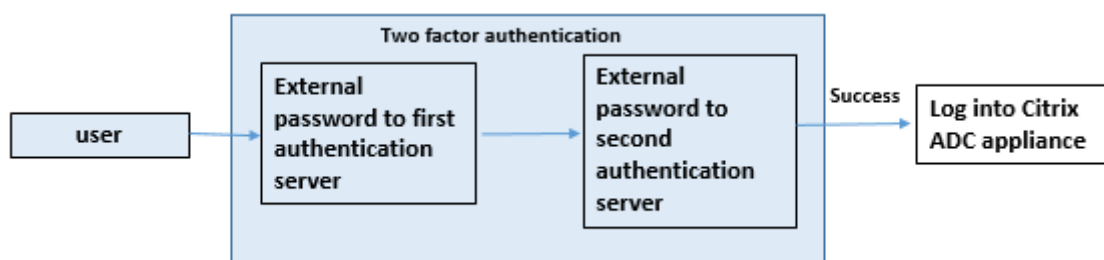 Two factor authentication
user
External
password to first
authentication
server
External
password to
second
authentication
server
Success
Log into Citrix
ADC appliance